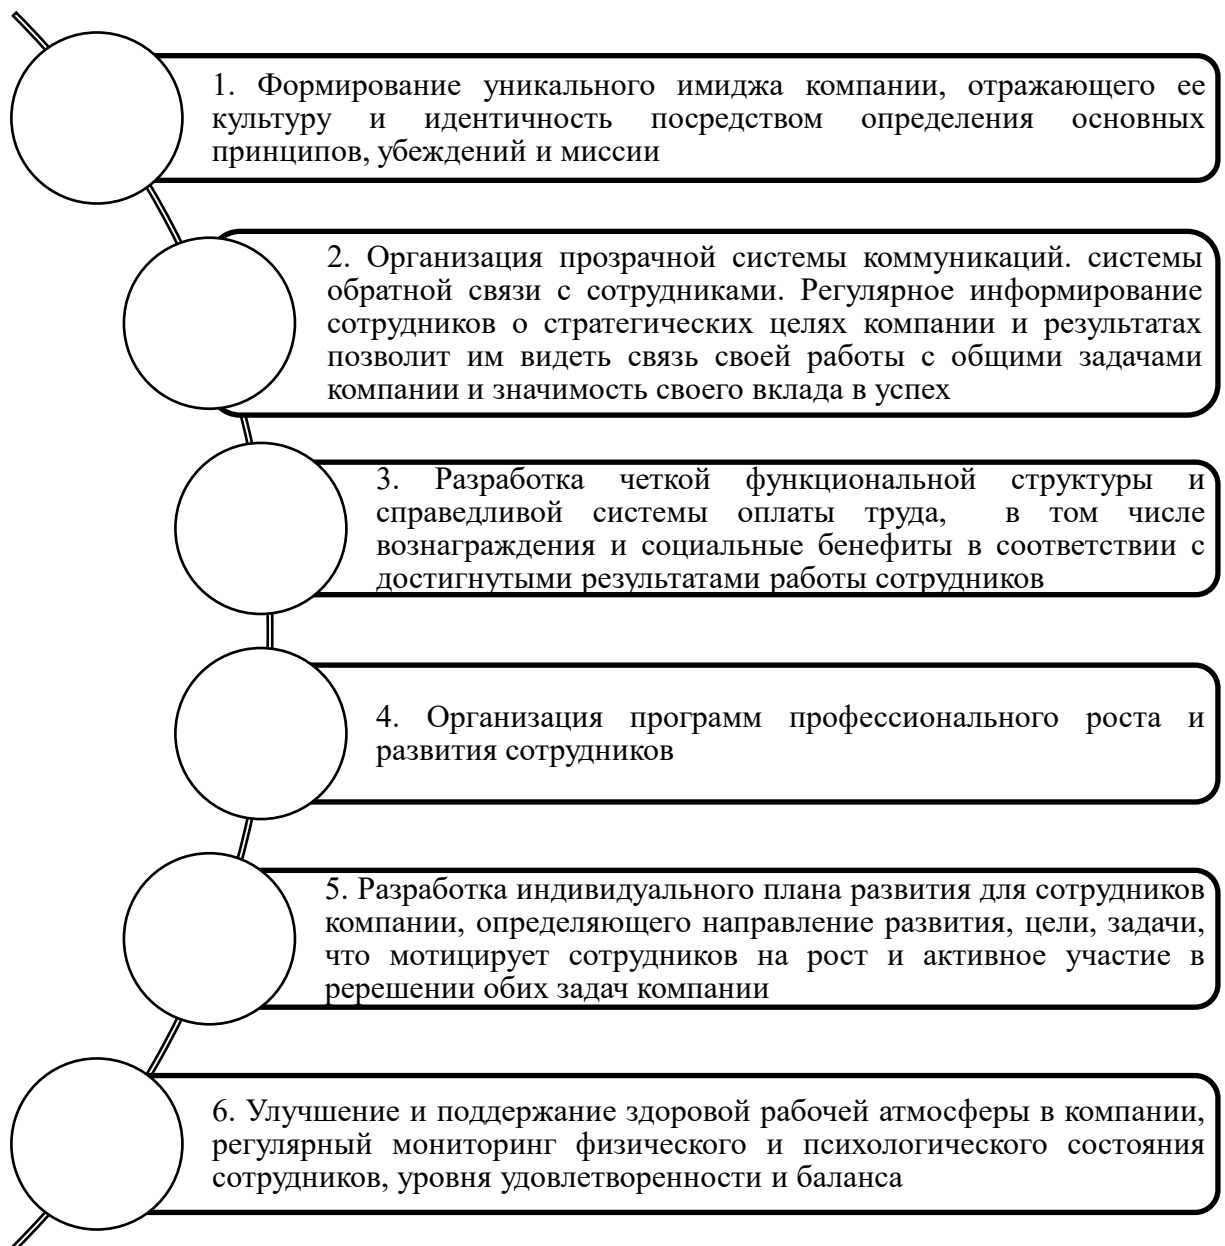 1. Формирование уникального имиджа компании, отражающего ее
культуру и идентичность посредством определения основных
принципов, убеждений и миссии
2. Организация прозрачной системы коммуникаций. системы
обратной связи с сотрудниками. Регулярное информирование
сотрудников о стратегических целях компании и результатах
позволит им видеть связь своей работы с общими задачами
компании и значимость своего вклада в успех
3. Разработка четкой функциональной структуры и
справедливой системы оплаты труда, в том числе
вознаграждения и социальные бенефиты в соответствии с
достигнутыми результатами работы сотрудников
4. Организация программ профессионального роста и
развития сотрудников
5. Разработка индивидуального плана развития для сотрудников
компании, определяющего направление развития, цели, задачи,
что мотицирует сотрудников на рост и активное участие в
ререшении обих задач компании
6. Улучшение и поддержание здоровой рабочей атмосферы в компании,
регулярный мониторинг физического и психологического состояния
сотрудников, уровня удовлетворенности и баланса